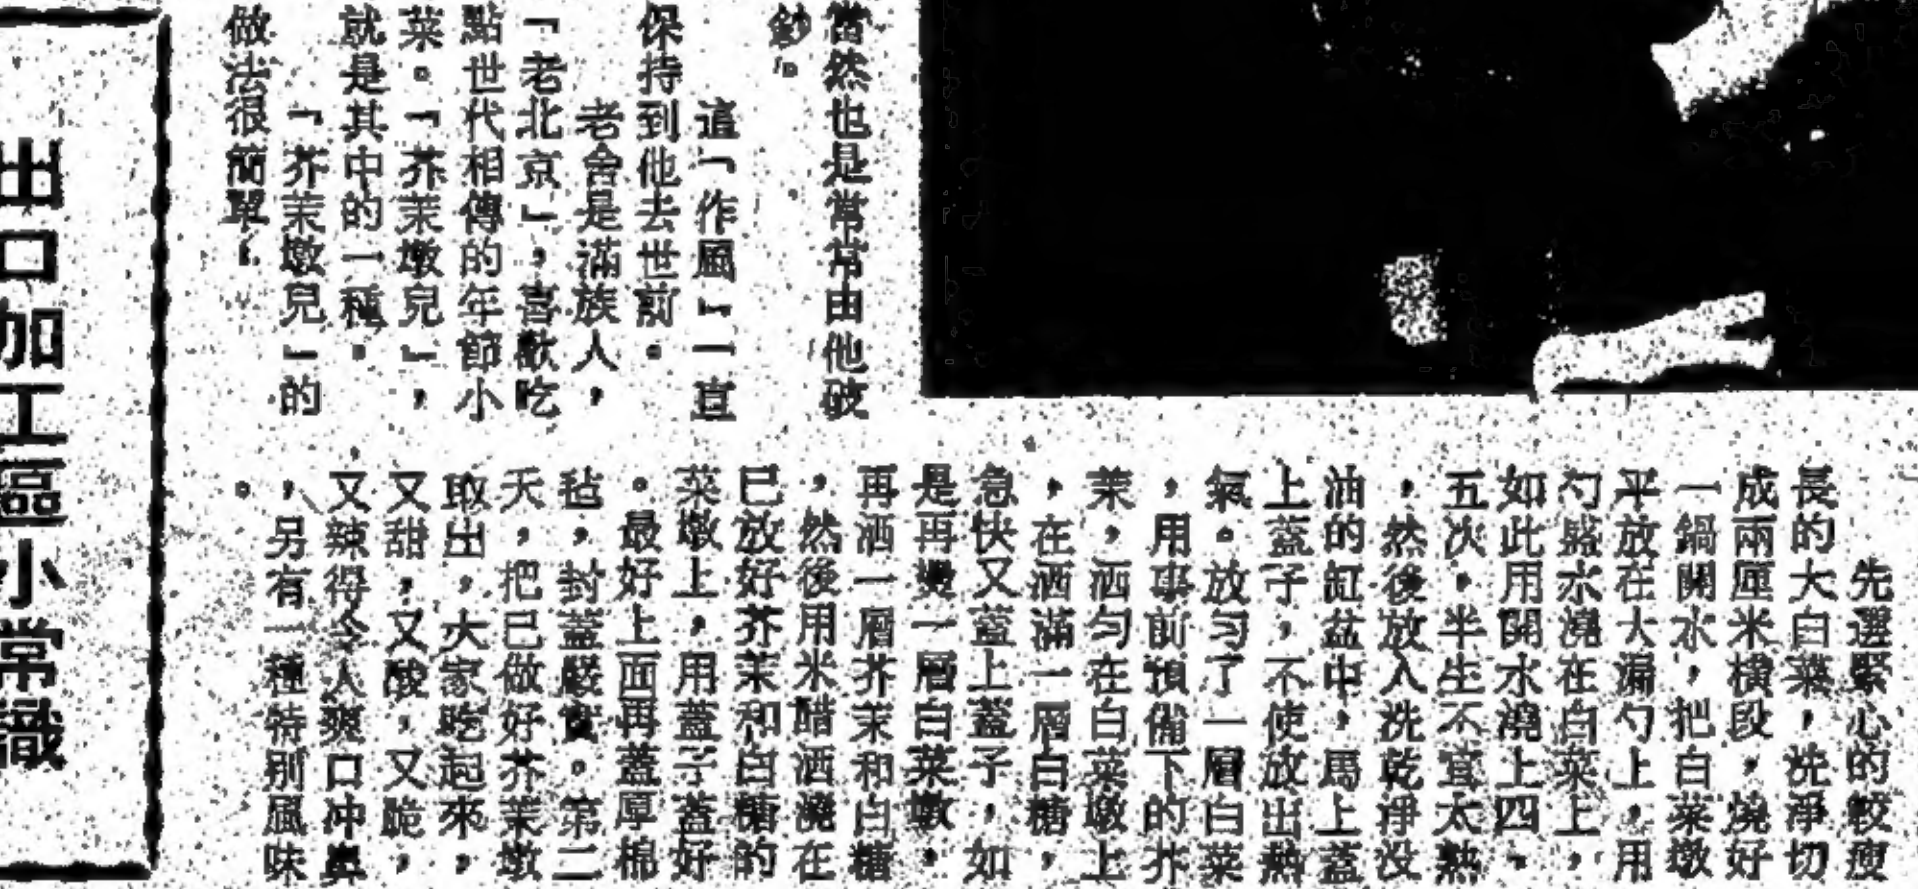 當然也是常常由他破
鈔。
這「作風」一直
保持到他去世前。
老舍是滿族人，
「老北京」，喜歡吃
點世代相傳的年節小
菜。「芥茉墩兒」，
就是其中的一種。
「芥茉墩兒」的
做法很簡單：
先選緊心的較瘦
長的大白菜，洗淨切
成兩厘米橫段，燒好
一鍋開水，把白菜墩
平放在大漏勺上，用
勺盛水澆在白菜上，
如此用開水澆上四、
五次，半生不宜太熟
，然後放入洗乾淨没
油的缸盆中，馬上蓋
上蓋子，不使放出熱
氣。放勻了一層白菜
，用事前預備下的芥
茉，洒勻在白菜墩上
，在洒滿一層白糖，
急快又蓋上蓋子，如
是再燙一層白菜墩，
再洒一層芥茉和白糖
，然後用米醋洒澆在
已放好芥茉和白糖的
菜墩上，用蓋子蓋好
。最好上面再蓋厚棉
毡，封蓋嚴實。第二
天，把已做好芥茉墩
取出，大家吃起來，
又甜，又酸，又脆，
又辣得令人爽口冲鼻
，另有一種特别風味
。
出口加工區小常識